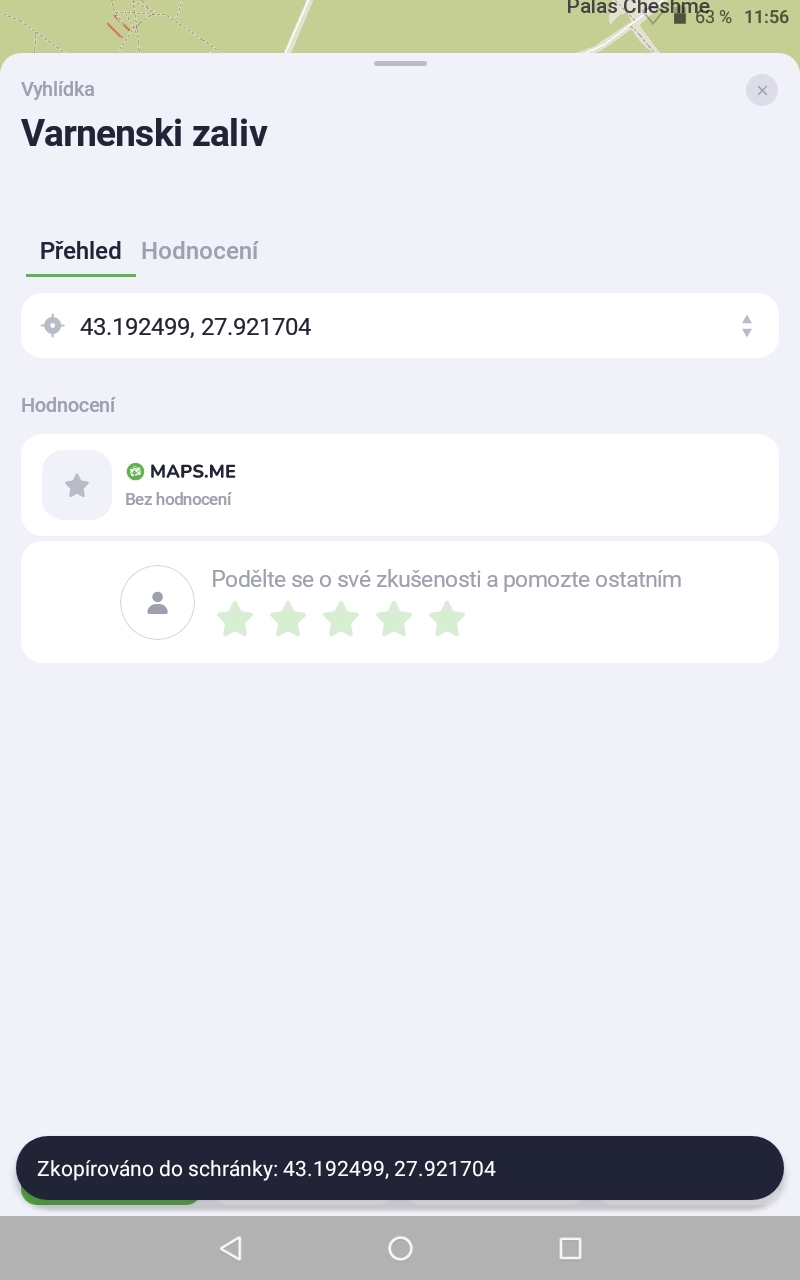 Palas Cheshme
63 % 11:56
Vyhlídka
Varnenski zaliv
Přehled Hodnocení
43.192499, 27.921704
Hodnocení
MAPS.ME
Bez hodnocení
Podělte se o své zkušenosti a pomozte ostatním
Zkopírováno do schránky: 43.192499, 27.921704